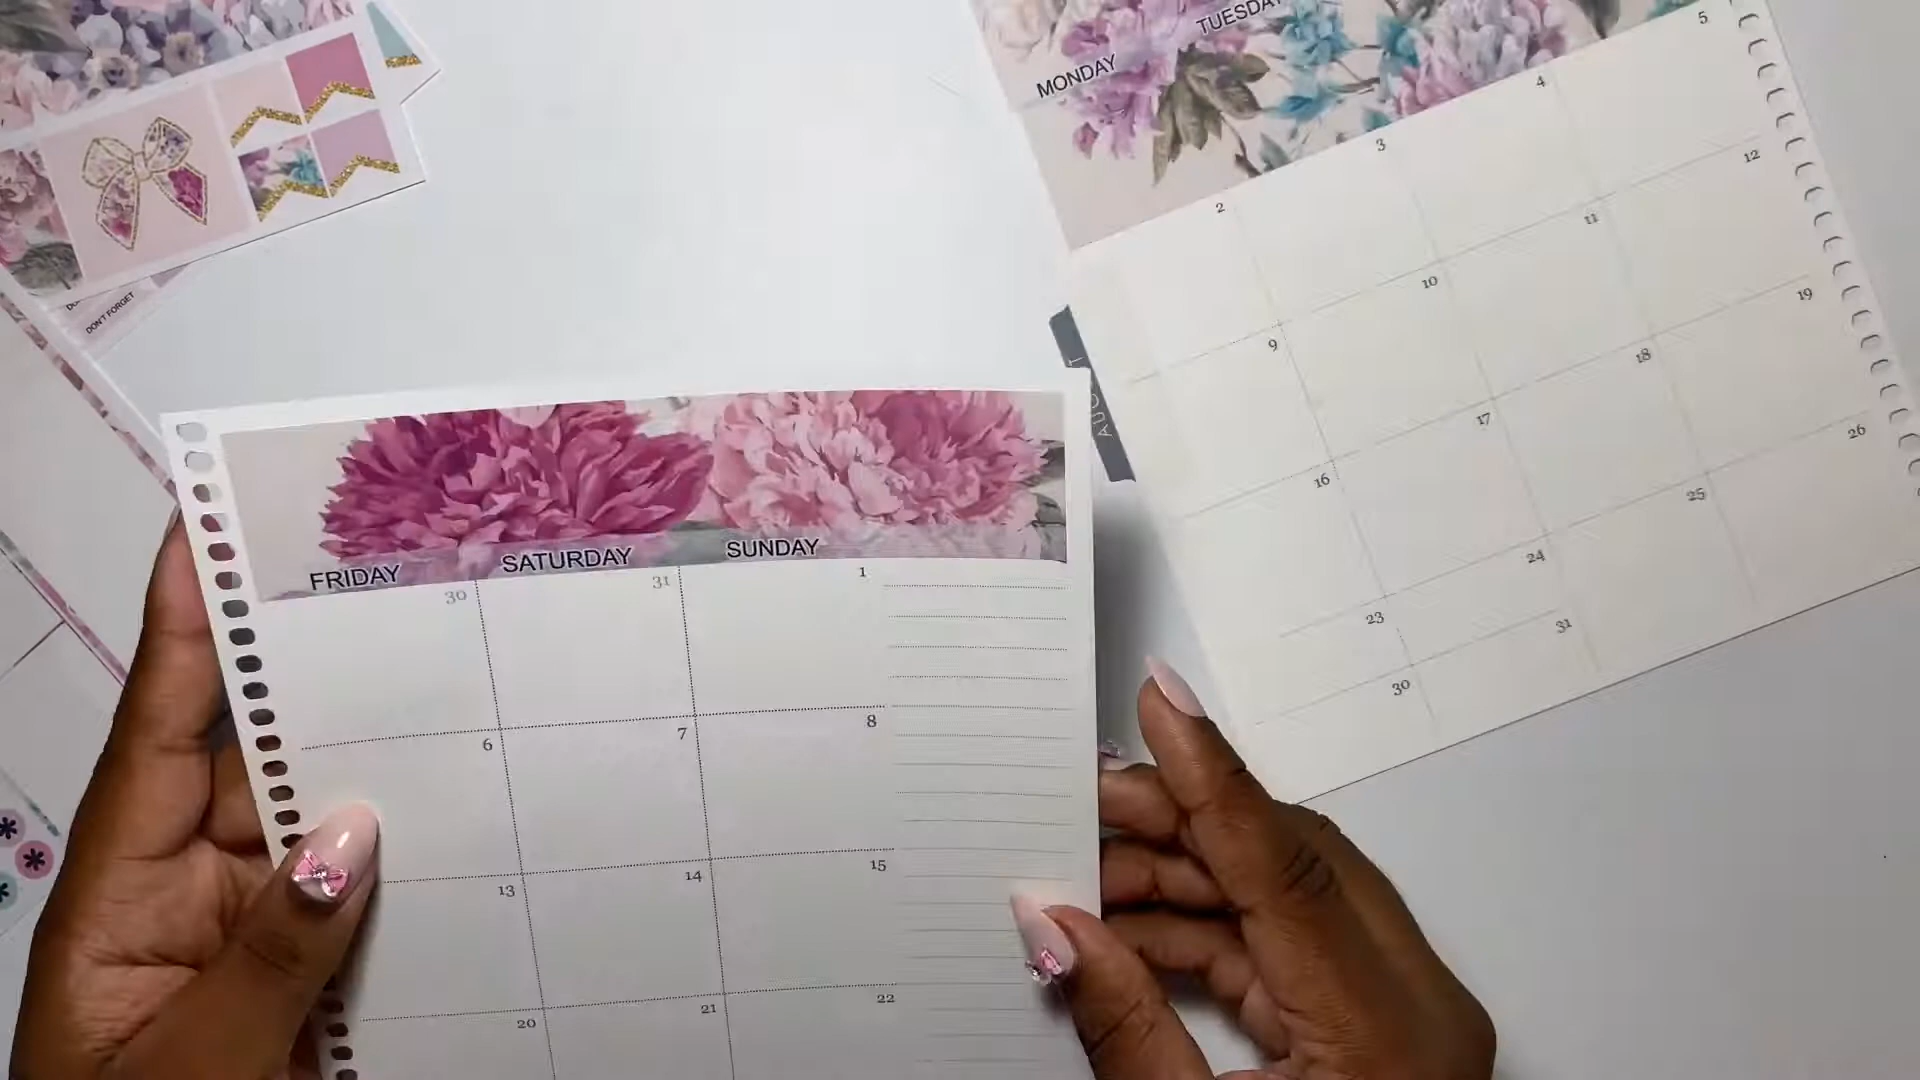 DON'T FORGET
MONDAY TUESDAY
2 3 4 5
9 10 11 12
16 17 18 19
23 24 25 26
30 31
FRIDAY SATURDAY SUNDAY
30 31 1
6 7 8
13 14 15
20 21 22